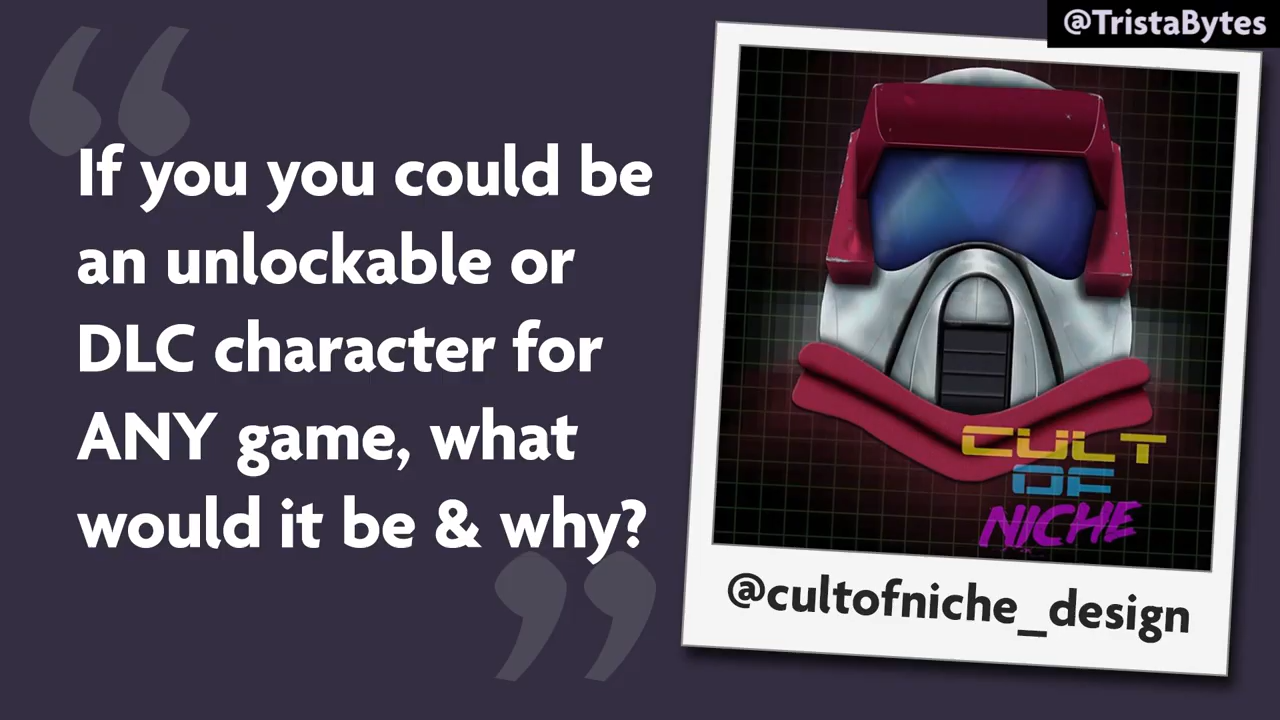 @TristaBytes
If you you could be
an unlockable or
DLC character for
ANY game, what
would it be & why?
CULT
OF
NICHE
@cultofniche_design